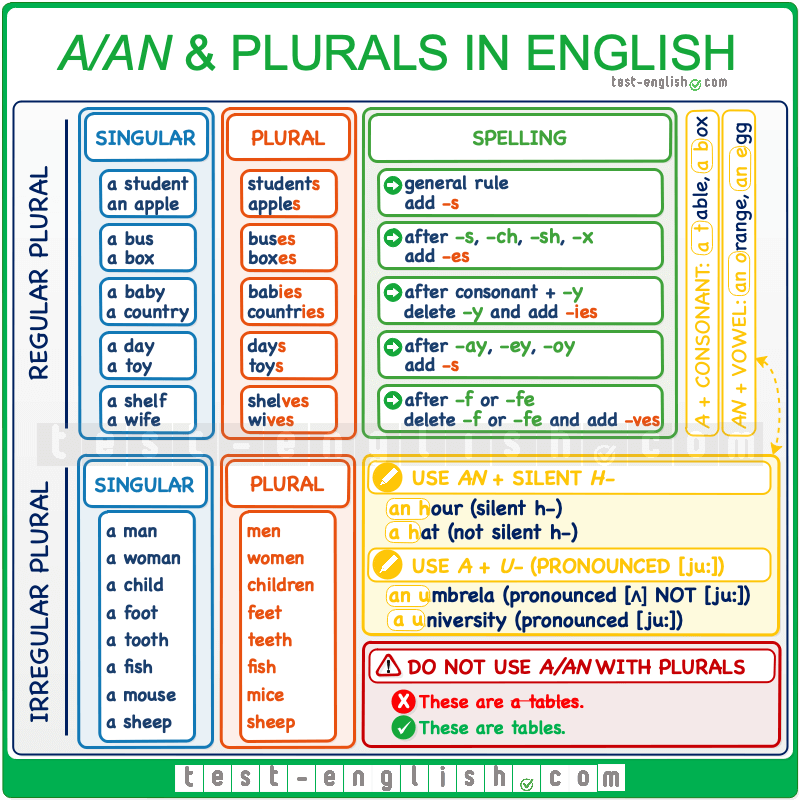 A/AN & PLURALS IN ENGLISH
test-english.com
REGULAR PLURAL
SINGULAR
a student
an apple
a bus
a box
a baby
a country
a day
a toy
a shelf
a wife
PLURAL
students
apples
buses
boxes
babies
countries
days
toys
shelves
wives
SPELLING
general rule
add -s
after -s, -ch, -sh, -x
add -es
after consonant + -y
delete -y and add -ies
after -ay, -ey, -oy
add -s
after -f or -fe
delete -f or -fe and add -ves
A + CONSONANT: a table, a box
AN + VOWEL: an orange, an egg
test-english.com
IRREGULAR PLURAL
SINGULAR
a man
a woman
a child
a foot
a tooth
a fish
a mouse
a sheep
PLURAL
men
women
children
feet
teeth
fish
mice
sheep
USE AN + SILENT H-
an hour (silent h-)
a hat (not silent h-)
USE A + U- (PRONOUNCED [ju:])
an umbrela (pronounced [ʌ] NOT [ju:])
a university (pronounced [ju:])
DO NOT USE A/AN WITH PLURALS
These are a tables.
These are tables.
test-english.com